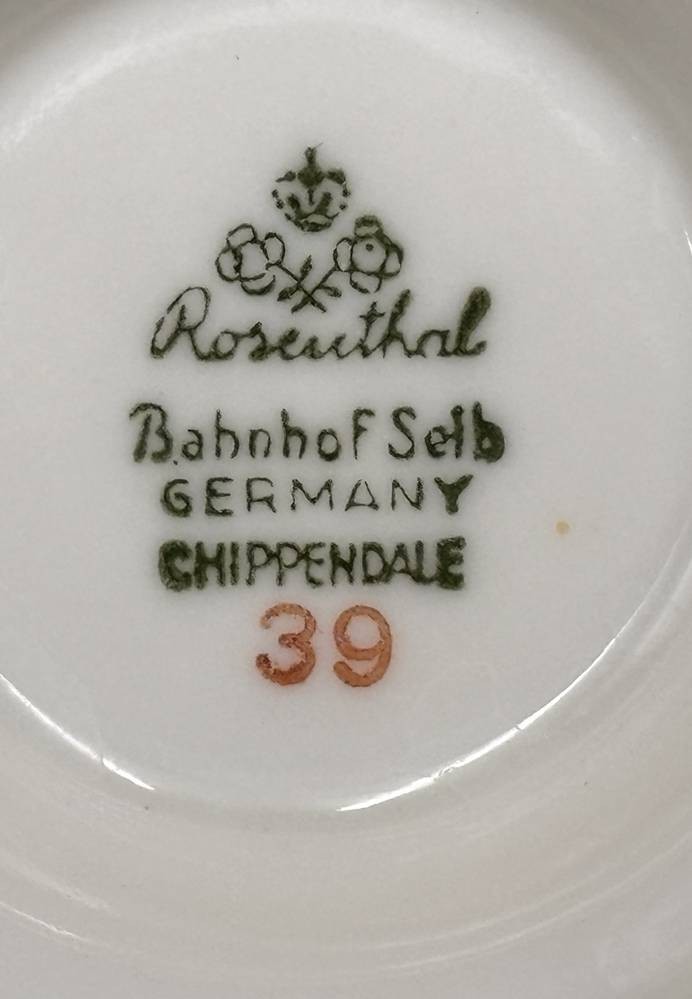 Rosenthal
Bahnhof Selb
GERMANY
CHIPPENDALE
39